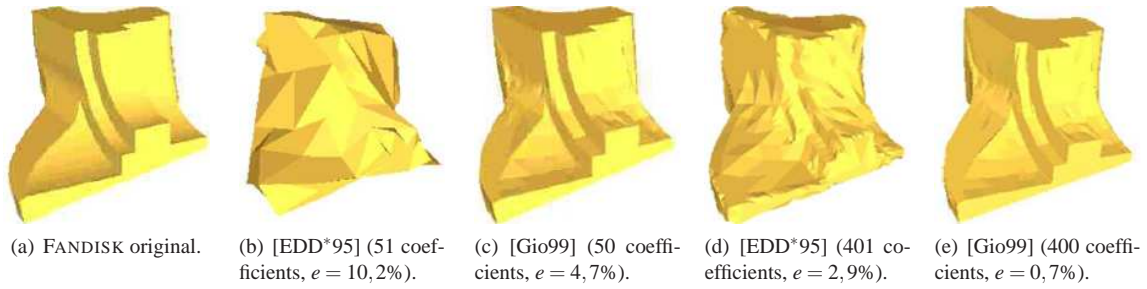 (a) FANDISK original.
(b) [EDD*95] (51 coef-
ficients, e = 10,2%).
(c) [Gio99] (50 coeffi-
cients, e = 4,7%).
(d) [EDD*95] (401 co-
efficients, e = 2,9%).
(e) [Gio99] (400 coeffi-
cients, e = 0,7%).